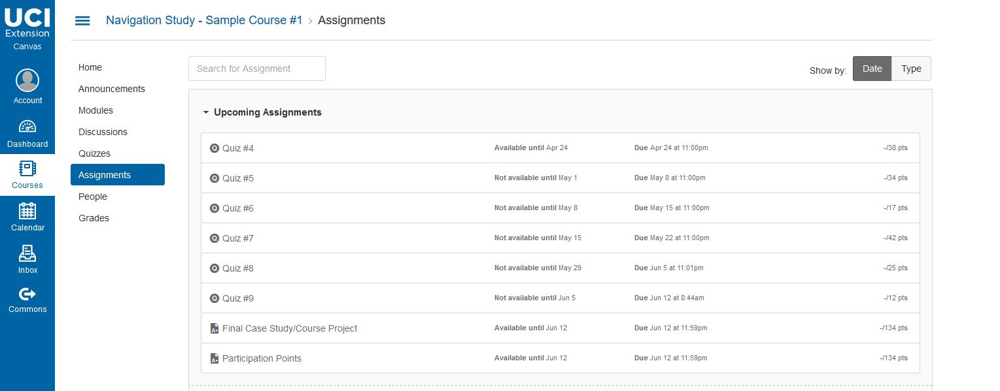 UCI
Extension
Canvas
Account
Dashboard
Courses
Calendar
Inbox
Commons
Navigation Study - Sample Course #1 > Assignments
Home
Announcements
Modules
Discussions
Quizzes
Assignments
People
Grades
Search for Assignment
Show by: Date Type
Upcoming Assignments
Q Quiz #4 Available until Apr 24 Due Apr 24 at 11:00pm -/38 pts
Q Quiz #5 Not available until May 1 Due May 8 at 11:00pm -/34 pts
Q Quiz #6 Not available until May 8 Due May 15 at 11:00pm -/17 pts
Q Quiz #7 Not available until May 15 Due May 22 at 11:00pm -/42 pts
Q Quiz #8 Not available until May 29 Due Jun 5 at 11:01pm -/25 pts
Q Quiz #9 Not available until Jun 5 Due Jun 12 at 8:44am -/12 pts
A+ Final Case Study/Course Project Available until Jun 12 Due Jun 12 at 11:59pm -/134 pts
A+ Participation Points Available until Jun 12 Due Jun 12 at 11:59pm -/134 pts